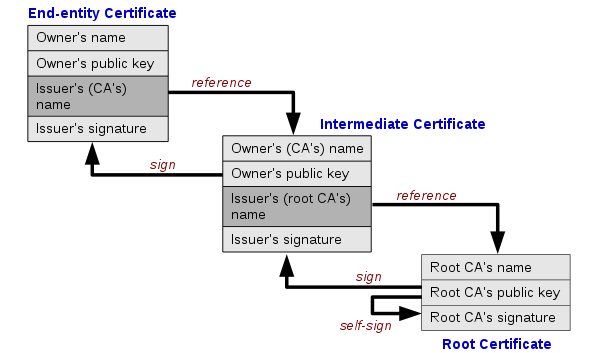 End-entity Certificate
Owner's name
Owner's public key
Issuer's (CA's)
name
Issuer's signature
reference
sign
Intermediate Certificate
Owner's (CA's) name
Owner's public key
Issuer's (root CA's)
name
Issuer's signature
reference
sign
self-sign
Root CA's name
Root CA's public key
Root CA's signature
Root Certificate